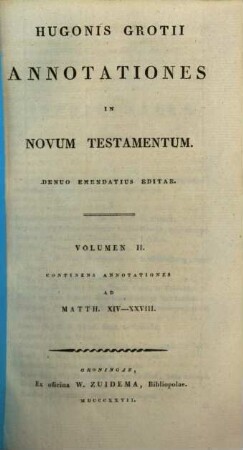 HUGONIS GROTII
ANNOTATIONES
IN
NOVUM TESTAMENTUM.
DENUO EMENDATIUS EDITAE.
VOLUMEN II.
CONTINENS ANNOTATIONES
AD
MATTH. XIV—XXVIII.
GRONINGAE,
Ex officina W. ZUIDEMA, Bibliopolae.
MDCCCXXVII.